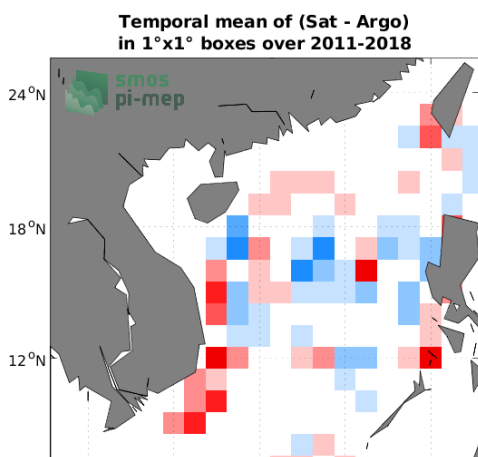 Temporal mean of (Sat - Argo)
in 1°x1° boxes over 2011-2018
smos
pi-mep
24°N
18°N
12°N